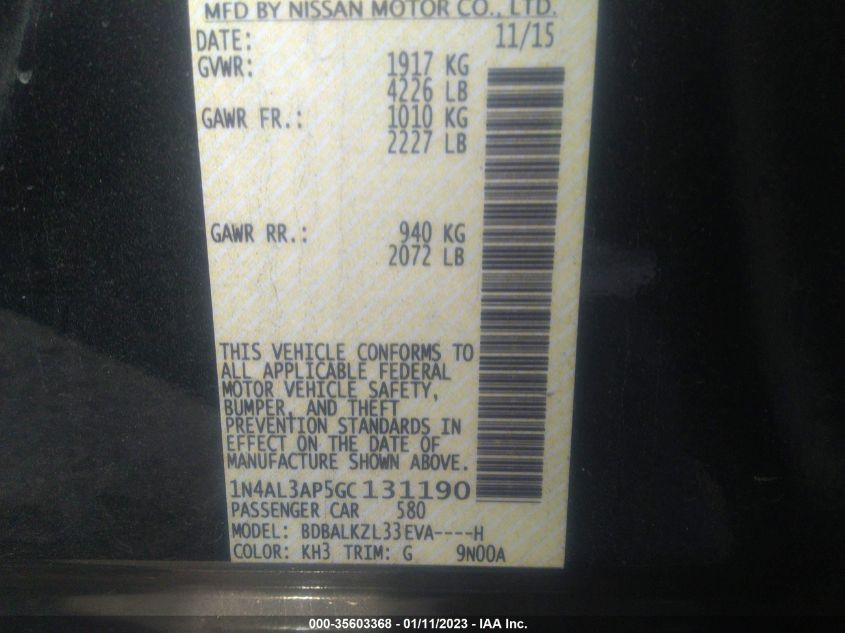 MFD BY NISSAN MOTOR CO., LTD.
DATE: 11/15
GVWR: 1917 KG
4226 LB
GAWR FR.: 1010 KG
2227 LB
GAWR RR.: 940 KG
2072 LB
THIS VEHICLE CONFORMS TO
ALL APPLICABLE FEDERAL
MOTOR VEHICLE SAFETY,
BUMPER, AND THEFT
PREVENTION STANDARDS IN
EFFECT ON THE DATE OF
MANUFACTURE SHOWN ABOVE.
1N4AL3AP5GC131190
PASSENGER CAR 580
MODEL: BDBALKZL33EVA----H
COLOR: KH3 TRIM: G 9N00A
000-35603368 - 01/11/2023 - IAA Inc.